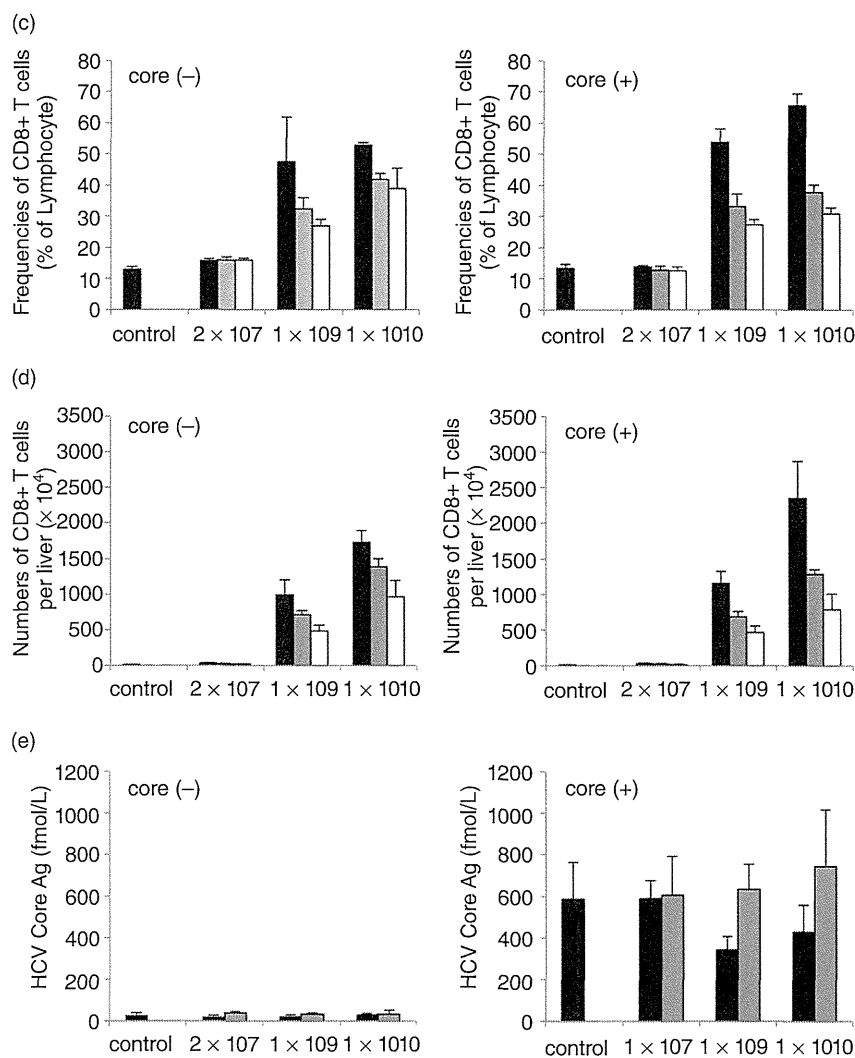 (c)
Frequencies of CD8+ T cells
(% of Lymphocyte)
80
70
60
50
40
30
20
10
0
core (–)
control
2 × 107
1 × 109
1 × 1010
Frequencies of CD8+ T cells
(% of Lymphocyte)
80
70
60
50
40
30
20
10
0
core (+)
control
2 × 107
1 × 109
1 × 1010
(d)
Numbers of CD8+ T cells
per liver (× 10⁴)
3500
3000
2500
2000
1500
1000
500
0
core (–)
control
2 × 107
1 × 109
1 × 1010
Numbers of CD8+ T cells
per liver (× 10⁴)
3500
3000
2500
2000
1500
1000
500
0
core (+)
control
2 × 107
1 × 109
1 × 1010
(e)
HCV Core Ag (fmol/L)
1200
1000
800
600
400
200
0
core (–)
control
2 × 107
1 × 109
1 × 1010
HCV Core Ag (fmol/L)
1200
1000
800
600
400
200
0
core (+)
control
1 × 107
1 × 109
1 × 1010